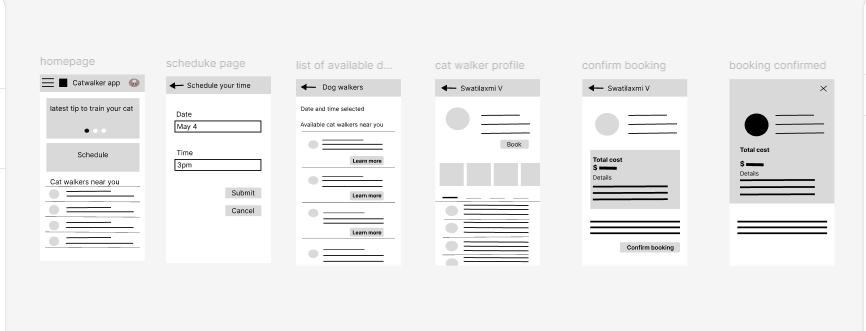 homepage
Catwalker app
latest tip to train your cat
Schedule
Cat walkers near you
scheduke page
Schedule your time
Date
May 4
Time
3pm
Submit
Cancel
list of available d...
Dog walkers
Date and time selected
Available cat walkers near you
Learn more
Learn more
Learn more
cat walker profile
Swatilaxmi V
Book
confirm booking
Swatilaxmi V
Total cost
$
Details
Confirm booking
booking confirmed
Total cost
$
Details